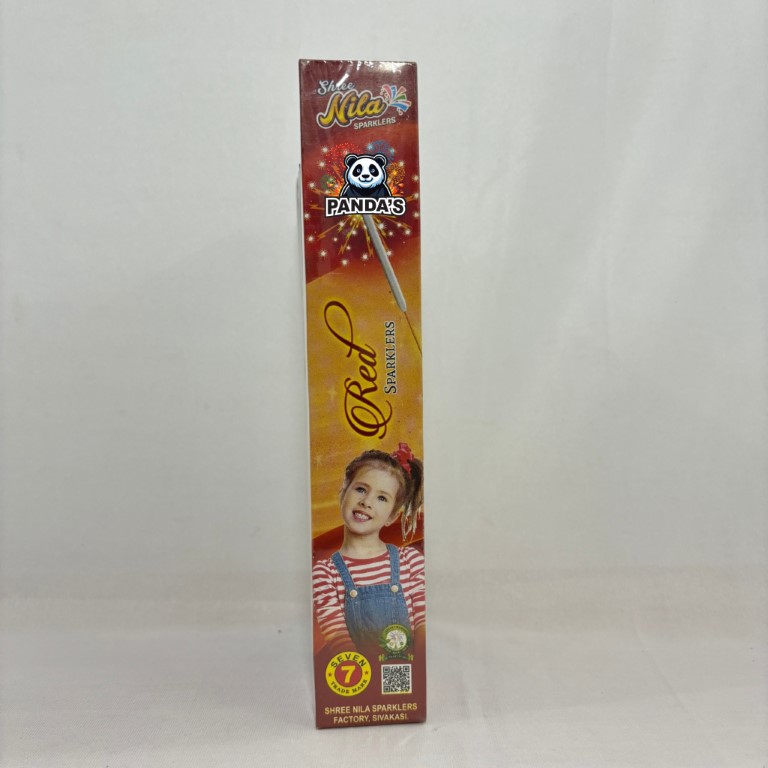 Shree
Nila
SPARKLERS
PANDA'S
Red
SPARKLERS
SEVEN
7
TRADE MARK
SHREE NILA SPARKLERS
FACTORY, SIVAKASI.